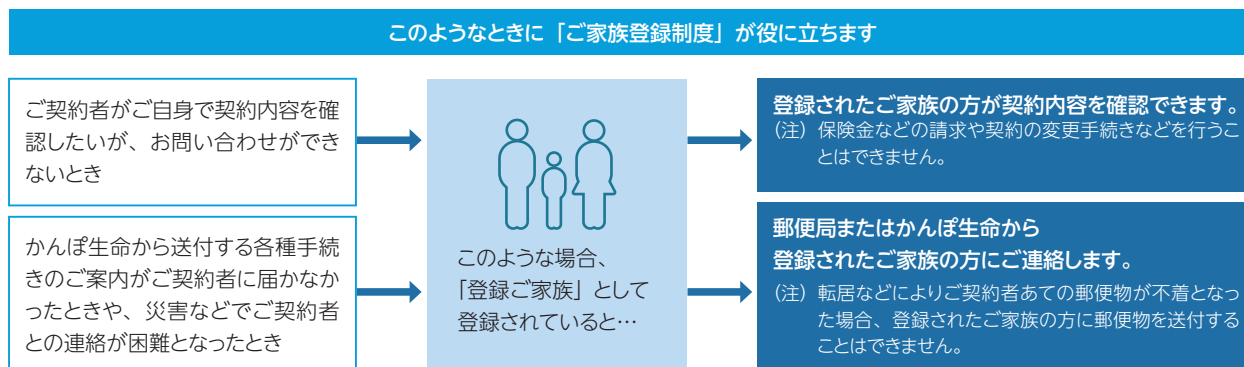 このようなときに「ご家族登録制度」が役に立ちます
ご契約者がご自身で契約内容を確
認したいが、お問い合わせができ
ないとき
かんぽ生命から送付する各種手続
きのご案内がご契約者に届かなか
ったときや、災害などでご契約者
との連絡が困難となったとき
このような場合、
「登録ご家族」として
登録されていると…
登録されたご家族の方が契約内容を確認できます。
（注）保険金などの請求や契約の変更手続きなどを行うこ
とはできません。
郵便局またはかんぽ生命から
登録されたご家族の方にご連絡します。
（注）転居などによりご契約者あての郵便物が不着となっ
た場合、登録されたご家族の方に郵便物を送付する
ことはできません。